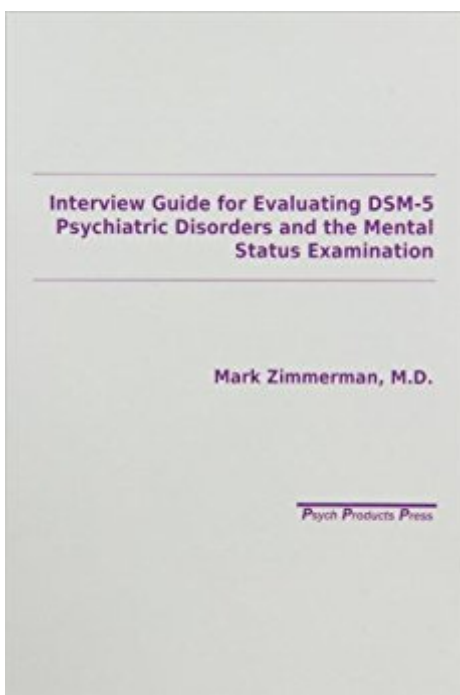 Interview Guide for Evaluating DSM-5
Psychiatric Disorders and the Mental
Status Examination
Mark Zimmerman, M.D.
Psych Products Press